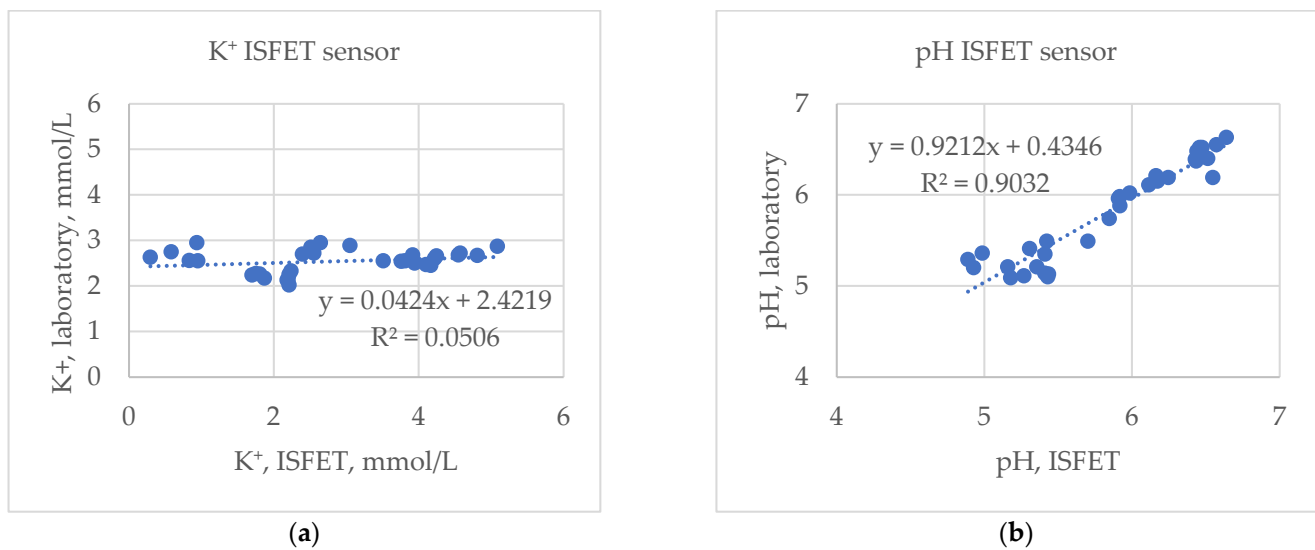 K⁺ ISFET sensor
K+, laboratory, mmol/L
6
5
4
3
2
1
0
y = 0.0424x + 2.4219
R² = 0.0506
0 2 4 6
K⁺, ISFET, mmol/L
(a)
pH ISFET sensor
pH, laboratory
7
6
5
4
y = 0.9212x + 0.4346
R² = 0.9032
4 5 6 7
pH, ISFET
(b)